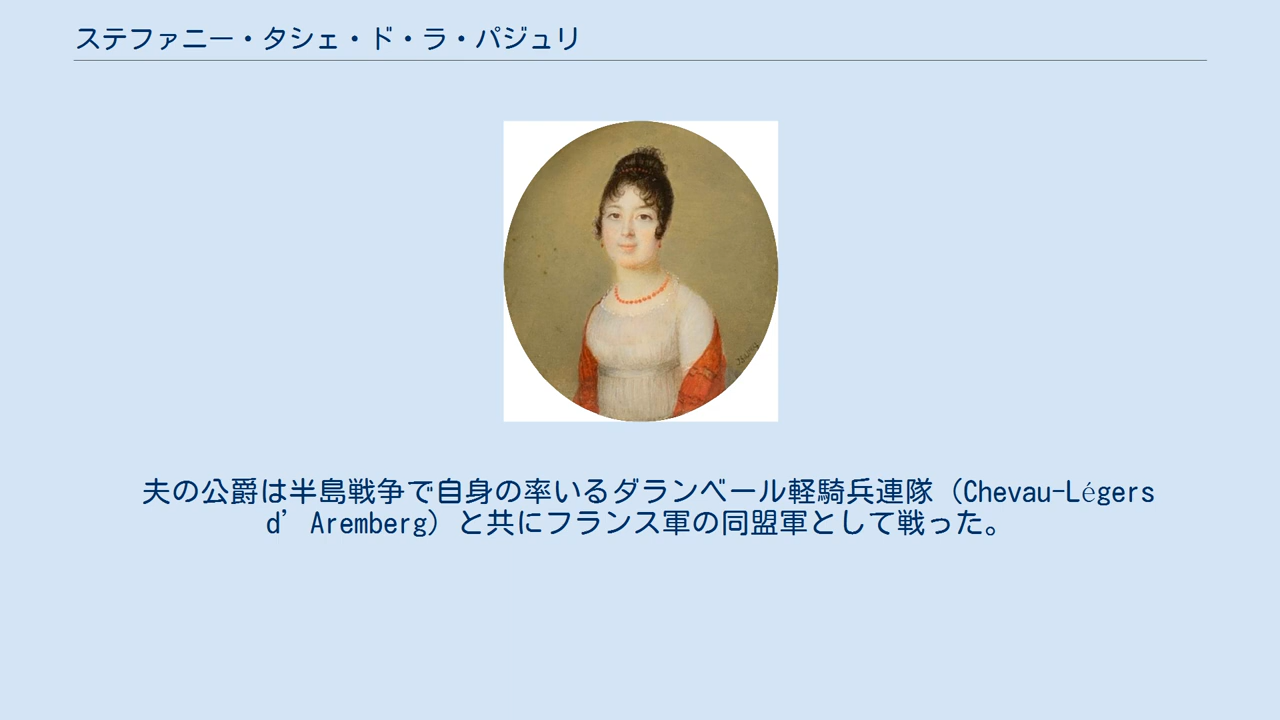 ステファニー・タシェ・ド・ラ・パジュリ
夫の公爵は半島戦争で自身の率いるダランベール軽騎兵連隊（Chevau-Légers
d’Aremberg）と共にフランス軍の同盟軍として戦った。